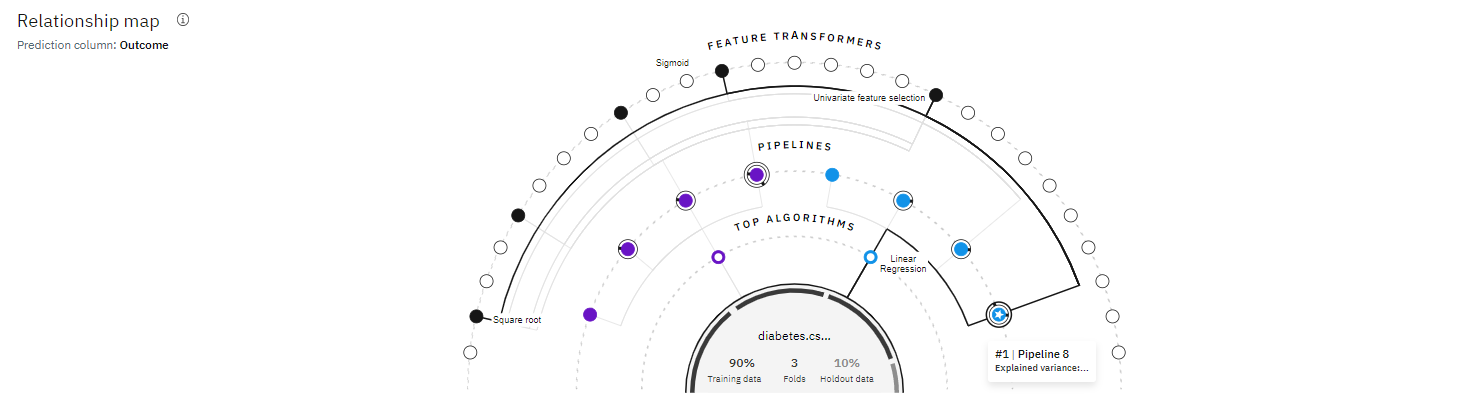 Relationship map
Prediction column: Outcome
FEATURE TRANSFORMERS
Sigmoid
Univariate feature selection
PIPELINES
TOP ALGORITHMS
Linear
Regression
Square root
diabetes.cs...
90% 3 10%
Training data Folds Holdout data
#1 | Pipeline 8
Explained variance:...